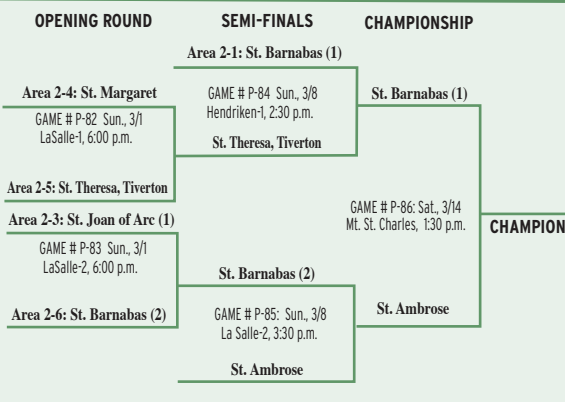 OPENING ROUND
SEMI-FINALS
CHAMPIONSHIP
Area 2-1: St. Barnabas (1)
Area 2-4: St. Margaret
GAME # P-84 Sun., 3/8
Hendriken-1, 2:30 p.m.
St. Barnabas (1)
GAME # P-82 Sun., 3/1
LaSalle-1, 6:00 p.m.
St. Theresa, Tiverton
Area 2-5: St. Theresa, Tiverton
Area 2-3: St. Joan of Arc (1)
GAME # P-86: Sat., 3/14
Mt. St. Charles, 1:30 p.m.
CHAMPION
GAME # P-83 Sun., 3/1
LaSalle-2, 6:00 p.m.
St. Barnabas (2)
Area 2-6: St. Barnabas (2)
GAME # P-85: Sun., 3/8
La Salle-2, 3:30 p.m.
St. Ambrose
St. Ambrose